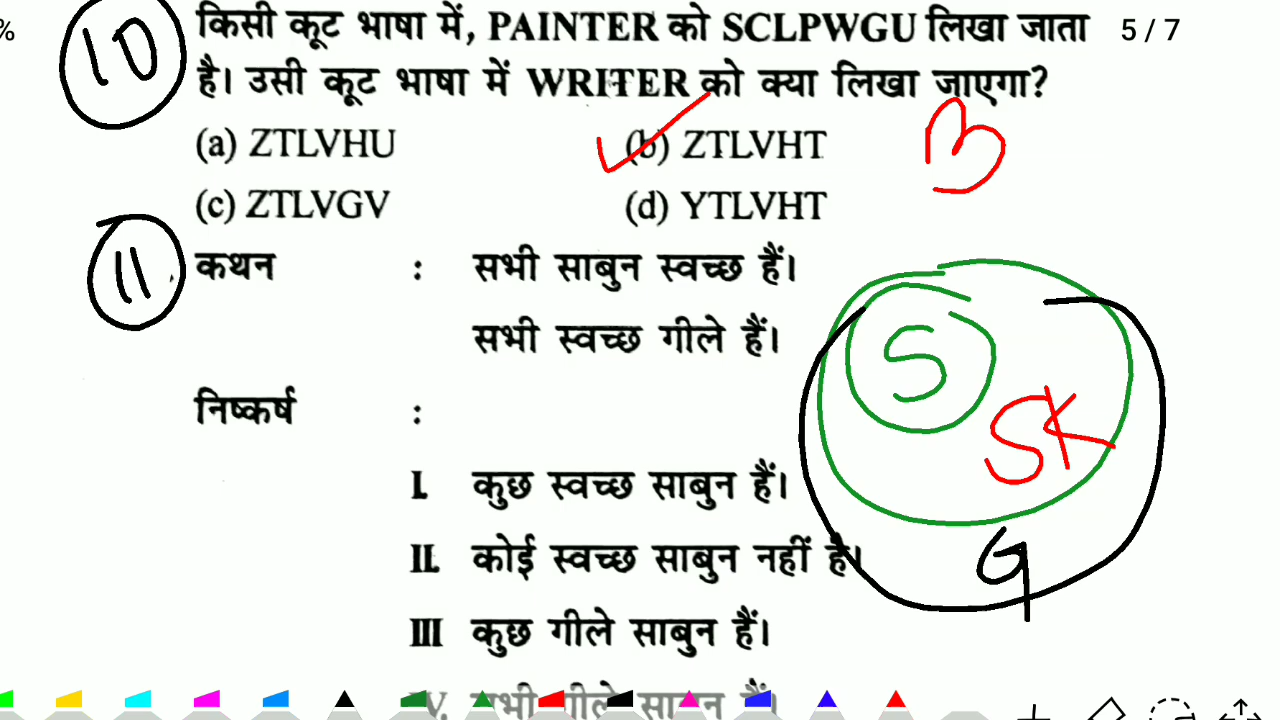 %
10 किसी कूट भाषा में, PAINTER को SCLPWGU लिखा जाता 5 / 7
है। उसी कूट भाषा में WRITER को क्या लिखा जाएगा?
(a) ZTLVHU (b) ZTLVHT B
(c) ZTLVGV (d) YTLVHT
11 कथन : सभी साबुन स्वच्छ हैं।
सभी स्वच्छ गीले हैं।
S
SK
G
निष्कर्ष :
I. कुछ स्वच्छ साबुन हैं।
II. कोई स्वच्छ साबुन नहीं है।
III कुछ गीले साबुन हैं।
V. सभी गीले साबुन हैं।